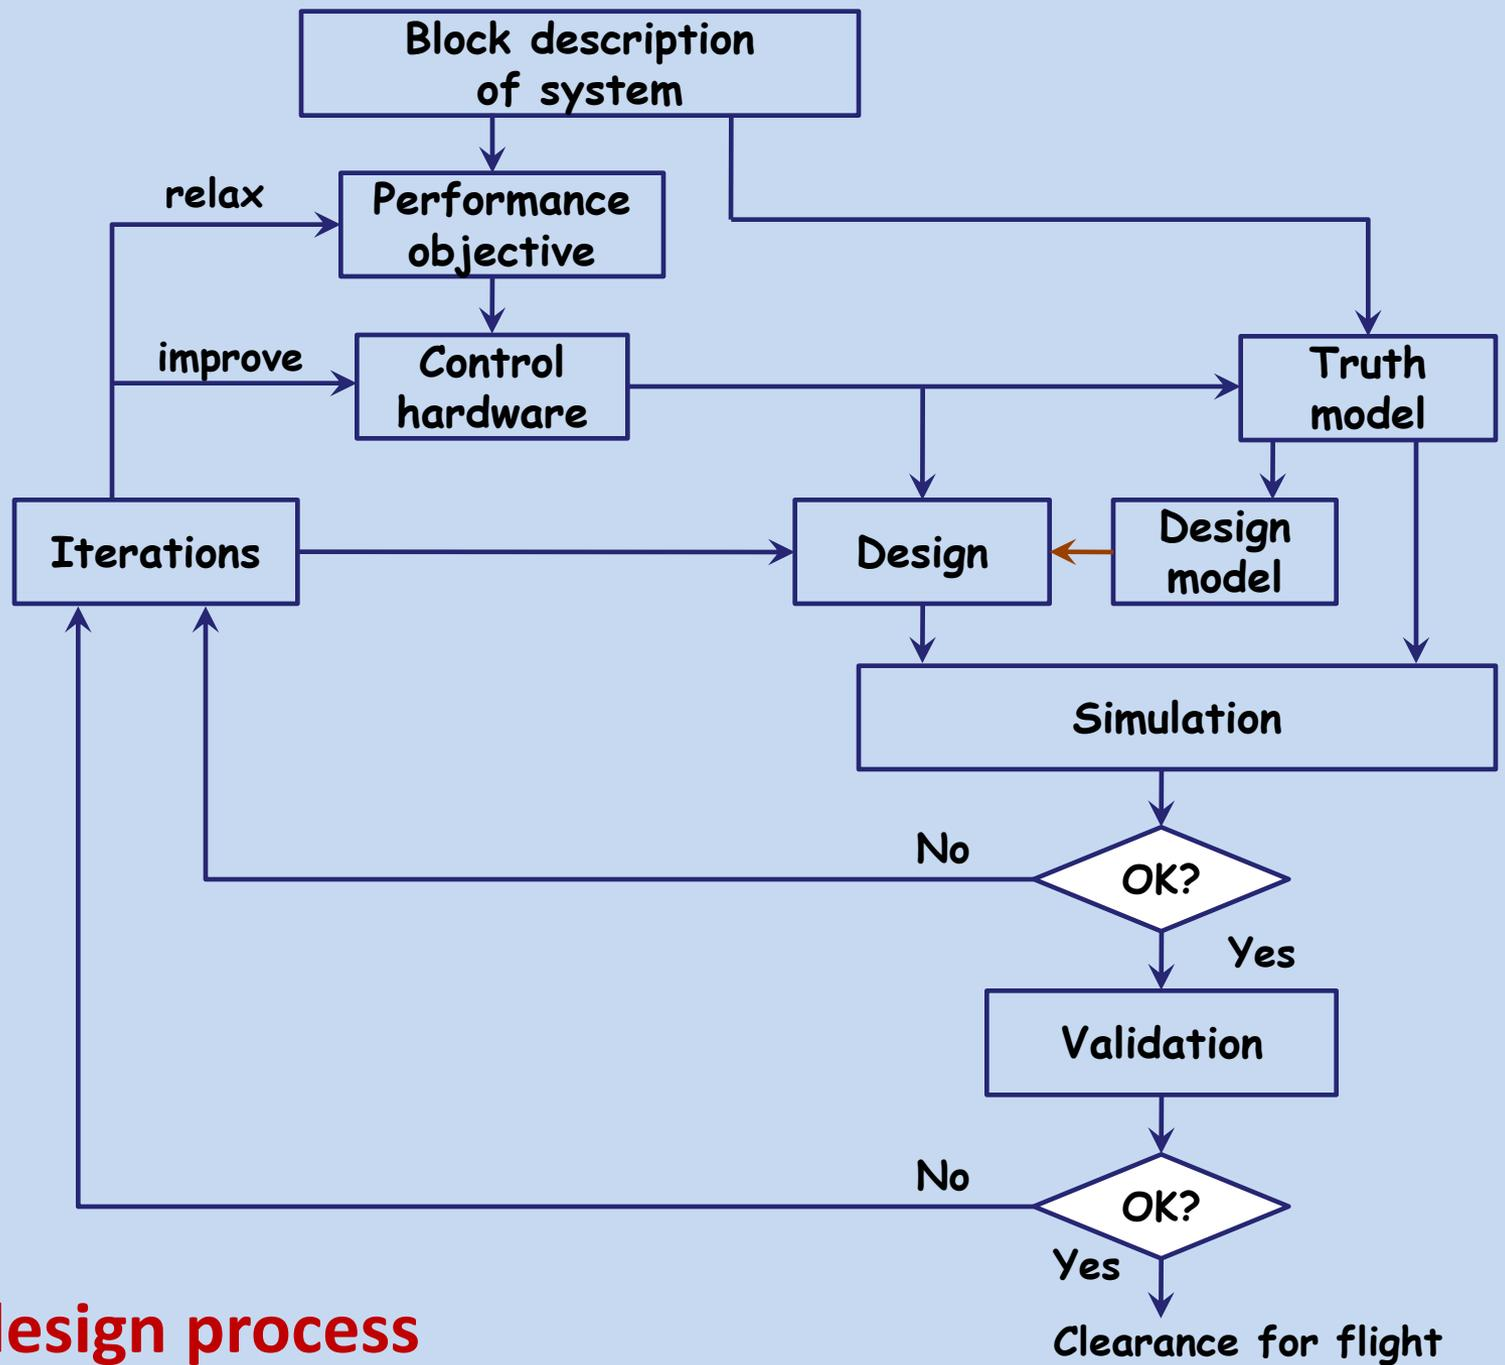 Block description
of system
relax
Performance
objective
improve
Control
hardware
Truth
model
Iterations
Design
Design
model
Simulation
No
OK?
Yes
Validation
No
OK?
Yes
Clearance for flight
design process